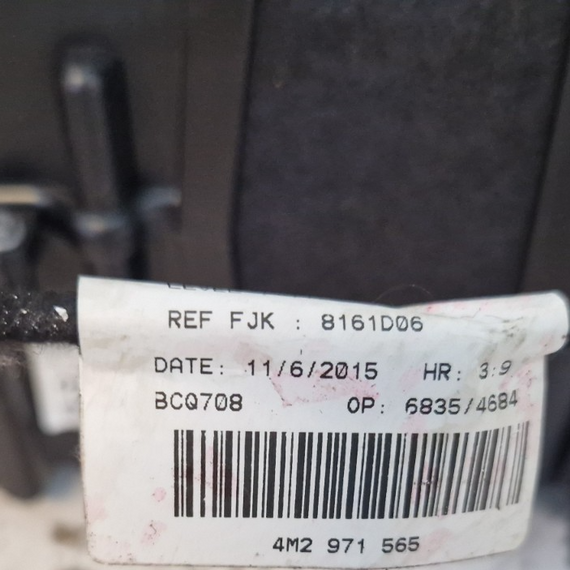 REF FJK : 8161D06
DATE: 11/6/2015 HR: 3:9
BCQ708 OP: 6835/4684
4M2 971 565